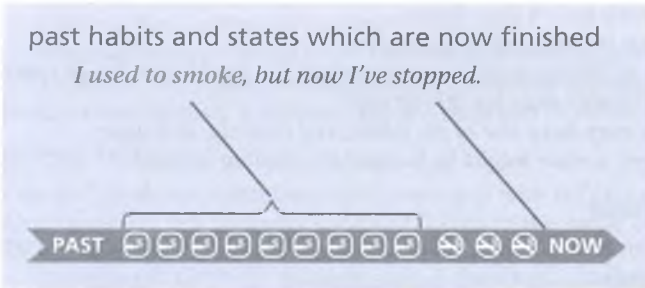 past habits and states which are now finished
I used to smoke, but now I've stopped.
PAST NOW